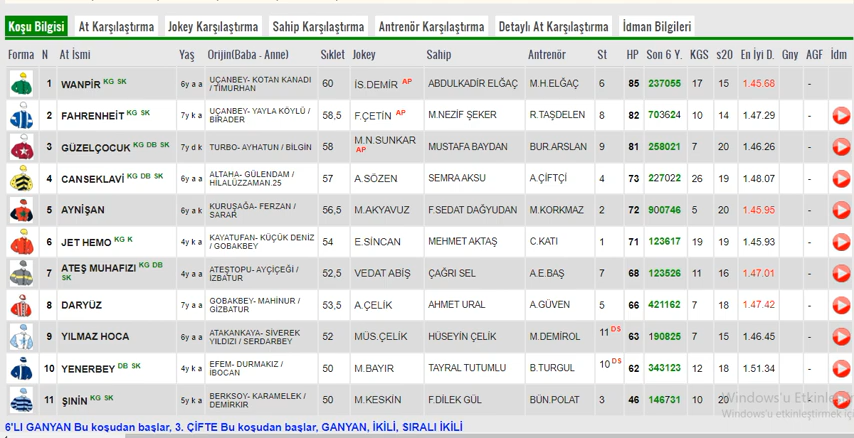 Koşu Bilgisi At Karşılaştırma Jokey Karşılaştırma Sahip Karşılaştırma Antrenör Karşılaştırma Detaylı At Karşılaştırma İdman Bilgileri
Forma N At İsmi Yaş Orijin(Baba - Anne) Sıklet Jokey Sahip Antrenör St HP Son 6 Y. KGS s20 En İyi D. Gny AGF İdm
1 WANPİR KG SK 6y a a UÇANBEY- KOTAN KANADI / TİMURHAN 60 İS.DEMİR AP ABDULKADİR ELĞAÇ M.H.ELĞAÇ 6 85 237055 17 15 1.45.68 -
2 FAHRENHEİT KG SK 7y k a UÇANBEY- YAYLA KÖYLÜ / BİRADER 58,5 F.ÇETİN AP M.NEZİF ŞEKER R.TAŞDELEN 8 82 703624 10 14 1.47.29 -
3 GÜZELÇOCUK KG DB SK 7y d k TURBO- AYHATUN / BİLGİN 58 M.N.SUNKAR AP MUSTAFA BAYDAN BUR.ARSLAN 9 81 258021 7 20 1.46.26 -
4 CANSEKLAVİ KG DB SK 6y a a ALTAHA- GÜLENDAM / HİLALÜZZAMAN.25 57 A.SÖZEN SEMRA AKSU A.ÇİFTÇİ 4 73 227022 26 19 1.48.07 -
5 AYNİŞAN 6y a k KURUŞAĞA- FERZAN / SARAR 56,5 M.AKYAVUZ F.SEDAT DAĞYUDAN M.KORKMAZ 2 72 900746 5 20 1.45.95 -
6 JET HEMO KG K 4y k a KAYATUFAN- KÜÇÜK DENİZ / GOBAKBEY 54 E.SİNCAN MEHMET AKTAŞ C.KATI 1 71 123617 19 19 1.45.93 -
7 ATEŞ MUHAFIZI KG DB SK 4y a a ATEŞTOPU- AYÇİÇEĞİ / İZBATUR 52,5 VEDAT ABİŞ ÇAĞRI SEL A.E.BAŞ 7 68 123526 11 16 1.47.01 -
8 DARYÜZ 7y a a GOBAKBEY- MAHİNUR / GİZBATUR 53,5 A.ÇELİK AHMET URAL A.GÜVEN 5 66 421162 7 18 1.47.42 -
9 YILMAZ HOCA 6y a a ATAKANKAYA- SİVEREK YILDIZI / SERDARBEY 52 MÜS.ÇELİK HÜSEYİN ÇELİK M.DEMİROL 11 DS 63 190825 7 15 1.46.45 -
10 YENERBEY DB SK 4y k a EFEM- DURMAKIZ / İBOCAN 50 M.BAYIR TAYRAL TUTUMLU B.TURGUL 10 DS 62 343123 12 18 1.51.34 -
11 ŞININ KG SK 5y k a BERKSOY- KARAMELEK / DEMİRKIR 50 M.KESKİN F.DİLEK GÜL BÜN.POLAT 3 46 146731 10 20
Windows'u Etkinleştir
Windows'u etkinleştirmek iç
6'LI GANYAN Bu koşudan başlar, 3. ÇİFTE Bu koşudan başlar, GANYAN, İKİLİ, SIRALI İKİLİ